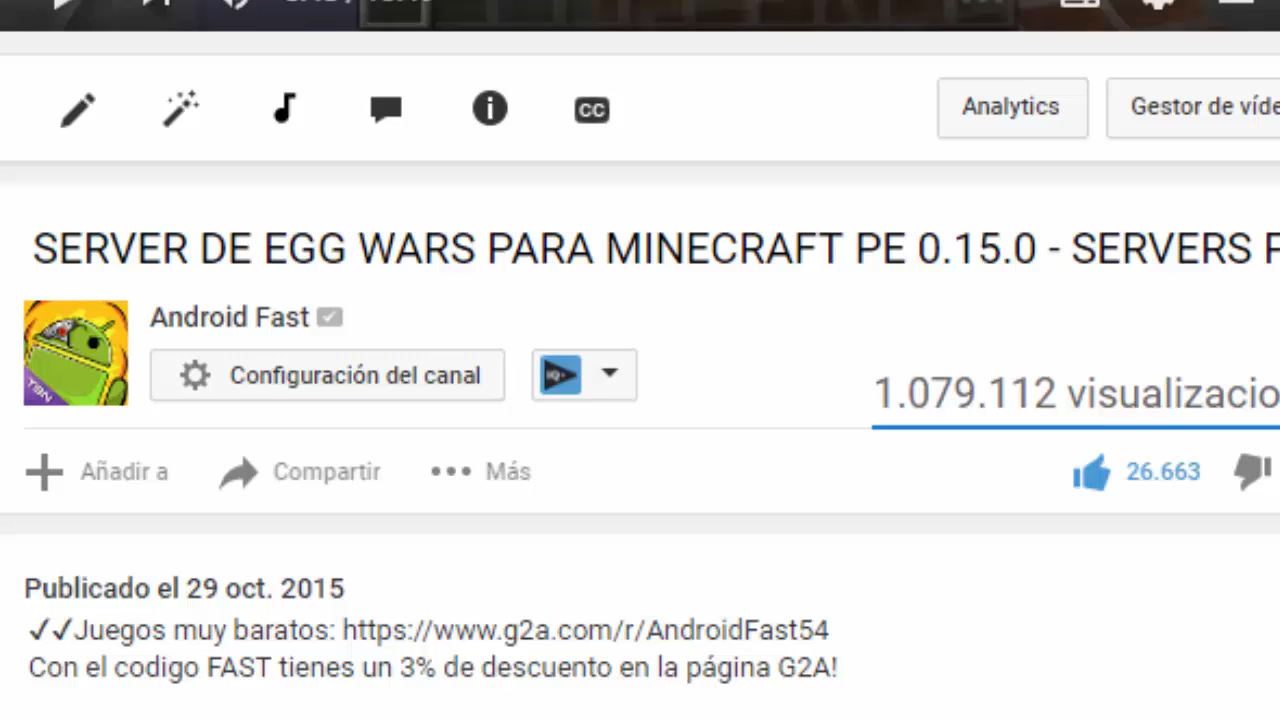 CC
Analytics
Gestor de víde
SERVER DE EGG WARS PARA MINECRAFT PE 0.15.0 - SERVERS P
Android Fast
Configuración del canal
1.079.112 visualizacio
Añadir a
Compartir
Más
26.663
TGN
Publicado el 29 oct. 2015
✓✓Juegos muy baratos: https://www.g2a.com/r/AndroidFast54
Con el codigo FAST tienes un 3% de descuento en la página G2A!